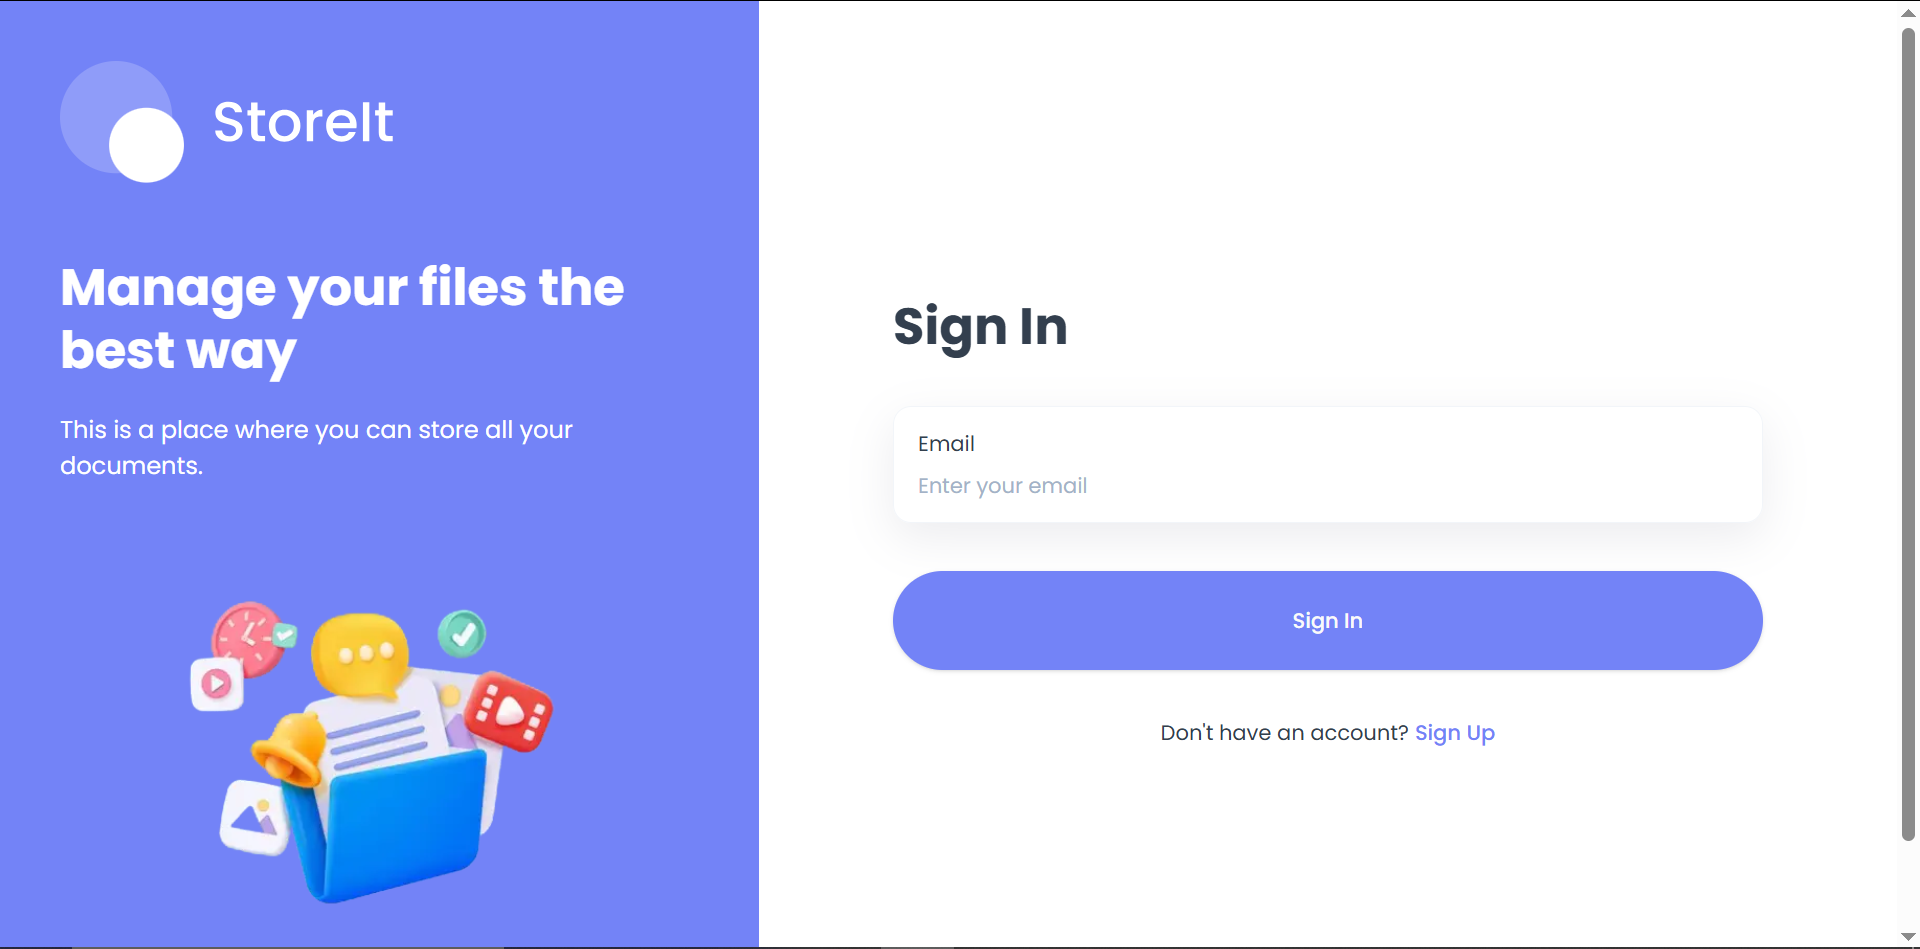 StoreIt
Manage your files the
best way
This is a place where you can store all your
documents.
Sign In
Email
Enter your email
Sign In
Don't have an account? Sign Up